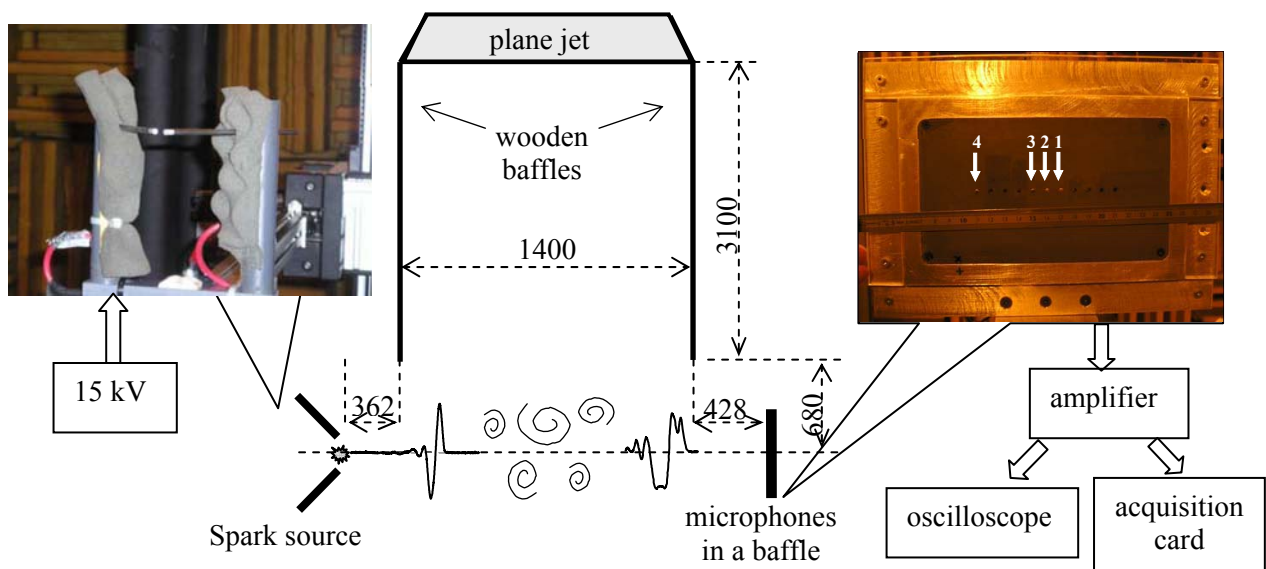 plane jet
wooden
baffles
4 3 2 1
3100
1400
15 kV
362
428
680
amplifier
Spark source
microphones
in a baffle
oscilloscope
acquisition
card